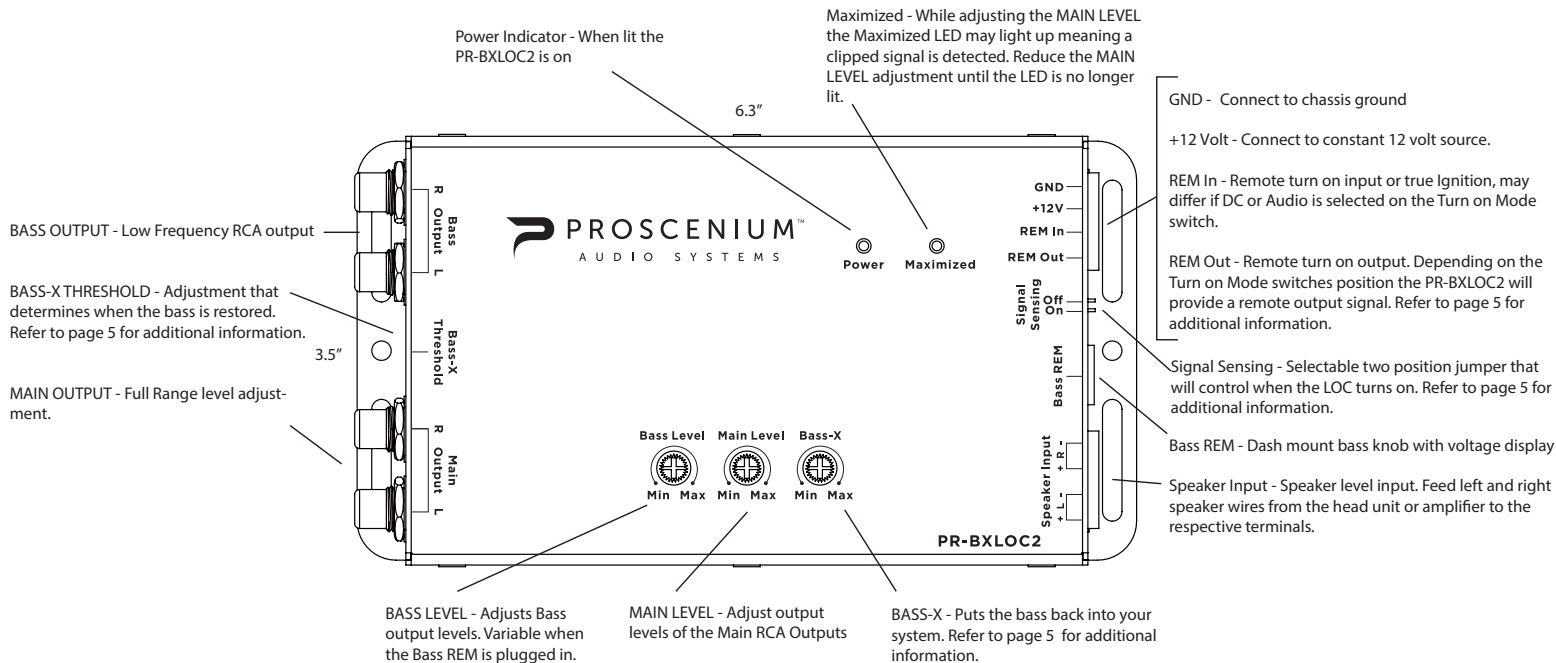 Power Indicator - When lit the
PR-BXLOC2 is on
Maximized - While adjusting the MAIN LEVEL
the Maximized LED may light up meaning a
clipped signal is detected. Reduce the MAIN
LEVEL adjustment until the LED is no longer
lit.
6.3"
GND - Connect to chassis ground
+12 Volt - Connect to constant 12 volt source.
REM In - Remote turn on input or true Ignition, may
differ if DC or Audio is selected on the Turn on Mode
switch.
REM Out - Remote turn on output. Depending on the
Turn on Mode switches position the PR-BXLOC2 will
provide a remote output signal. Refer to page 5 for
additional information.
Signal Sensing - Selectable two position jumper that
will control when the LOC turns on. Refer to page 5 for
additional information.
Bass REM - Dash mount bass knob with voltage display
Speaker Input - Speaker level input. Feed left and right
speaker wires from the head unit or amplifier to the
respective terminals.
BASS OUTPUT - Low Frequency RCA output
BASS-X THRESHOLD - Adjustment that
determines when the bass is restored.
Refer to page 5 for additional information.
3.5"
MAIN OUTPUT - Full Range level adjust-
ment.
R
Bass
Output
L
Bass-X
Threshold
R
Main
Output
L
PROSCENIUM™
AUDIO SYSTEMS
Power
Maximized
GND
+12V
REM In
REM Out
Signal
Sensing
Off
On
Bass REM
Speaker Input
+ R -
+ L -
Bass Level
Main Level
Bass-X
Min Max
Min Max
Min Max
PR-BXLOC2
BASS LEVEL - Adjusts Bass
output levels. Variable when
the Bass REM is plugged in.
MAIN LEVEL - Adjust output
levels of the Main RCA Outputs
BASS-X - Puts the bass back into your
system. Refer to page 5 for additional
information.